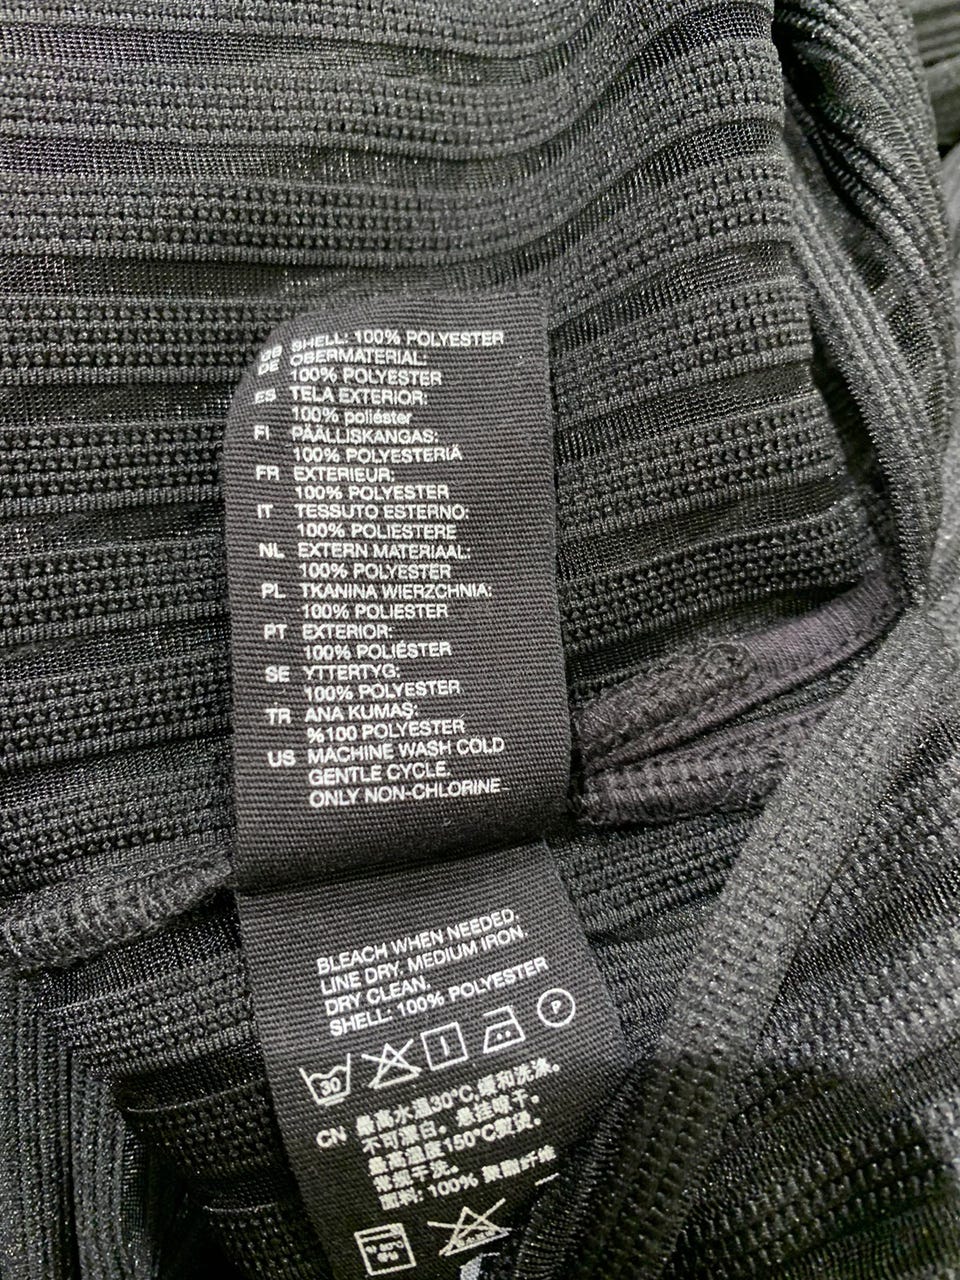 GB SHELL: 100% POLYESTER
DE OBERMATERIAL:
100% POLYESTER
ES TELA EXTERIOR:
100% poliéster
FI PÄÄLLISKANGAS:
100% POLYESTERIÄ
FR EXTERIEUR:
100% POLYESTER
IT TESSUTO ESTERNO:
100% POLIESTERE
NL EXTERN MATERIAAL:
100% POLYESTER
PL TKANINA WIERZCHNIA:
100% POLIESTER
PT EXTERIOR:
100% POLIÉSTER
SE YTTERTYG:
100% POLYESTER
TR ANA KUMAŞ:
%100 POLYESTER
US MACHINE WASH COLD
GENTLE CYCLE.
ONLY NON-CHLORINE
BLEACH WHEN NEEDED.
LINE DRY, MEDIUM IRON.
DRY CLEAN.
SHELL: 100% POLYESTER
30 P
CN 最高水温30°C,缓和洗涤。
不可漂白。悬挂晾干。
最高温度150°C熨烫。
常规干洗。
面料: 100% 聚酯纤维